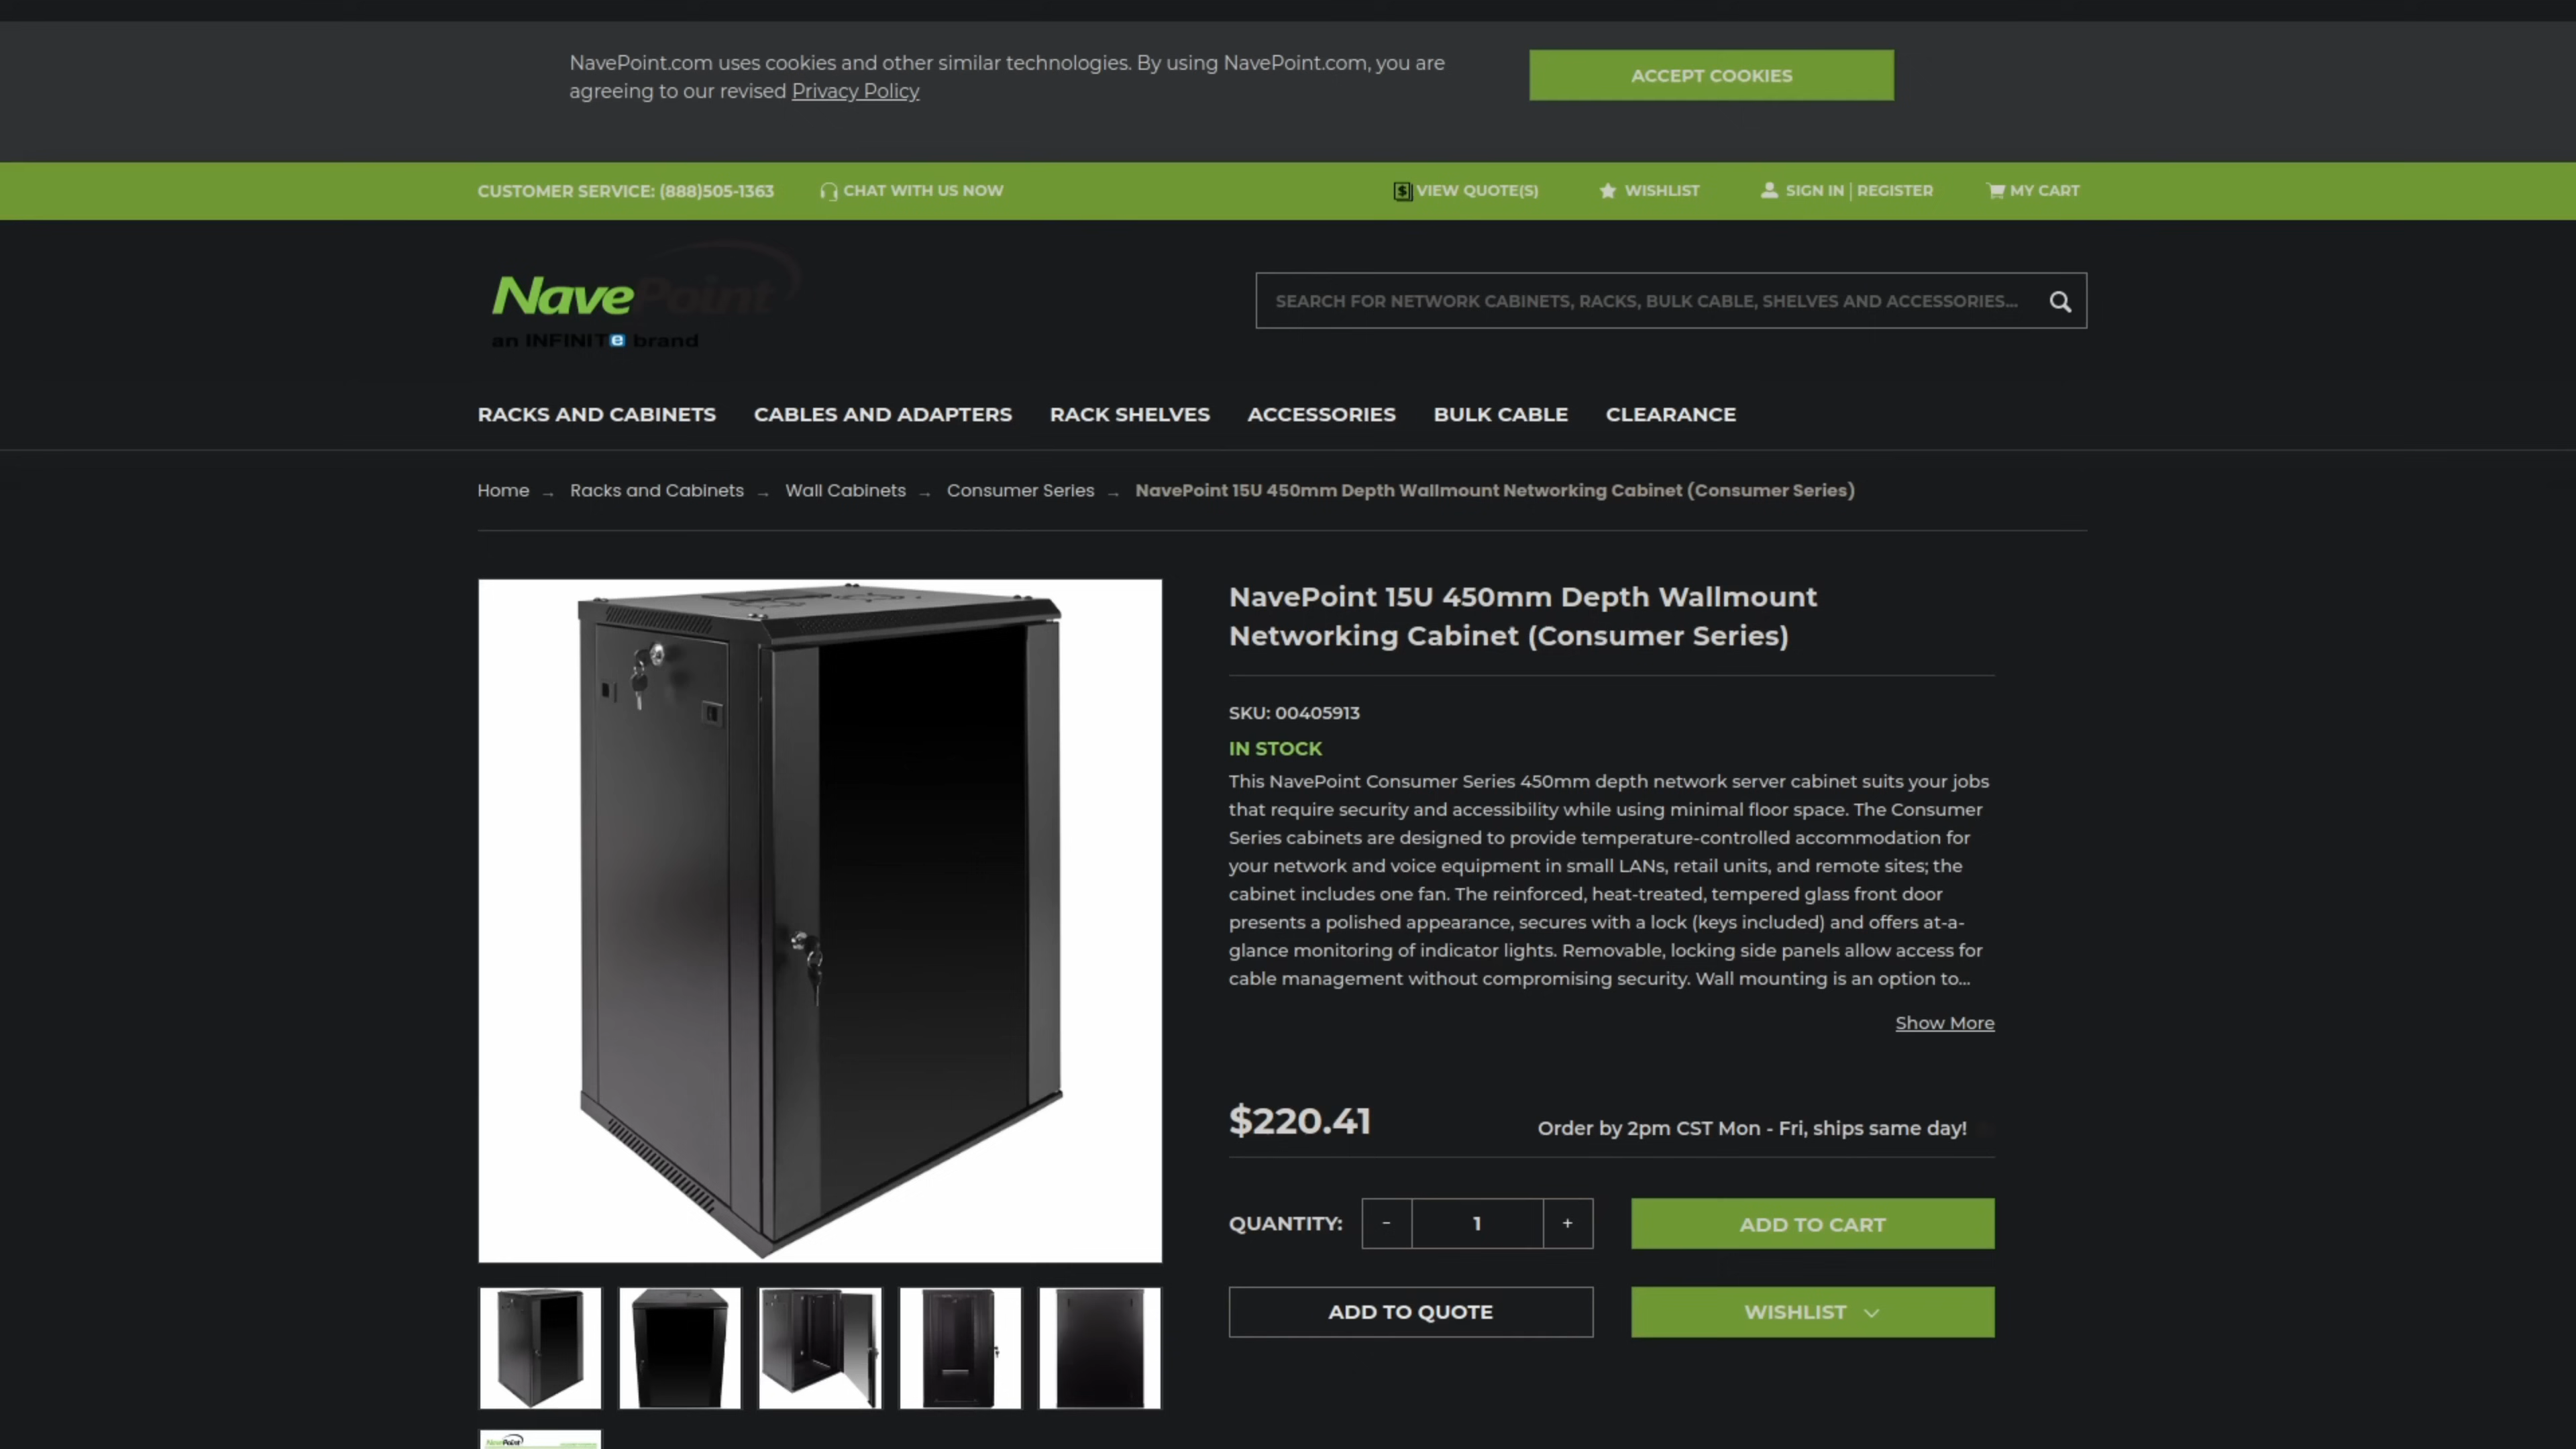 NavePoint.com uses cookies and other similar technologies. By using NavePoint.com, you are
agreeing to our revised Privacy Policy
ACCEPT COOKIES
CUSTOMER SERVICE: (888)505-1363
CHAT WITH US NOW
VIEW QUOTE(S)
WISHLIST
SIGN IN | REGISTER
MY CART
NavePoint
an INFINITe brand
SEARCH FOR NETWORK CABINETS, RACKS, BULK CABLE, SHELVES AND ACCESSORIES...
RACKS AND CABINETS
CABLES AND ADAPTERS
RACK SHELVES
ACCESSORIES
BULK CABLE
CLEARANCE
Home → Racks and Cabinets → Wall Cabinets → Consumer Series → NavePoint 15U 450mm Depth Wallmount Networking Cabinet (Consumer Series)
NavePoint 15U 450mm Depth Wallmount
Networking Cabinet (Consumer Series)
SKU: 00405913
IN STOCK
This NavePoint Consumer Series 450mm depth network server cabinet suits your jobs
that require security and accessibility while using minimal floor space. The Consumer
Series cabinets are designed to provide temperature-controlled accommodation for
your network and voice equipment in small LANs, retail units, and remote sites; the
cabinet includes one fan. The reinforced, heat-treated, tempered glass front door
presents a polished appearance, secures with a lock (keys included) and offers at-a-
glance monitoring of indicator lights. Removable, locking side panels allow access for
cable management without compromising security. Wall mounting is an option to...
Show More
$220.41
Order by 2pm CST Mon - Fri, ships same day!
QUANTITY:
- 1 +
ADD TO CART
ADD TO QUOTE
WISHLIST
NavePoint